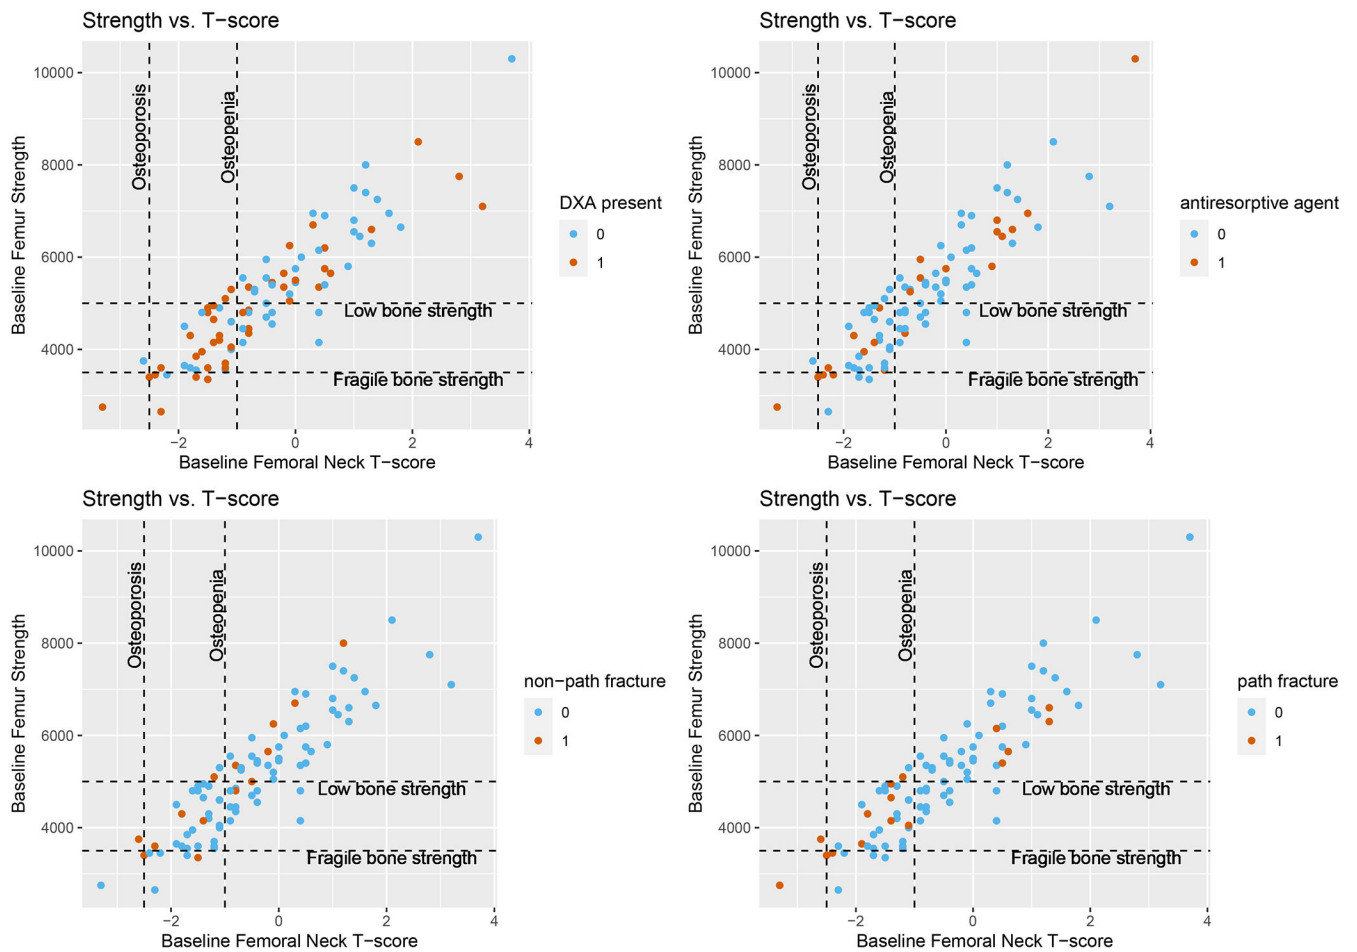 Strength vs. T−score
10000
8000
6000
4000
Baseline Femur Strength
Osteoporosis
Osteopenia
Low bone strength
Fragile bone strength
−2
0
2
4
Baseline Femoral Neck T−score
DXA present
0
1
Strength vs. T−score
10000
8000
6000
4000
Baseline Femur Strength
Osteoporosis
Osteopenia
Low bone strength
Fragile bone strength
−2
0
2
4
Baseline Femoral Neck T−score
antiresorptive agent
0
1
Strength vs. T−score
10000
8000
6000
4000
Baseline Femur Strength
Osteoporosis
Osteopenia
Low bone strength
Fragile bone strength
−2
0
2
4
Baseline Femoral Neck T−score
non−path fracture
0
1
Strength vs. T−score
10000
8000
6000
4000
Baseline Femur Strength
Osteoporosis
Osteopenia
Low bone strength
Fragile bone strength
−2
0
2
4
Baseline Femoral Neck T−score
path fracture
0
1